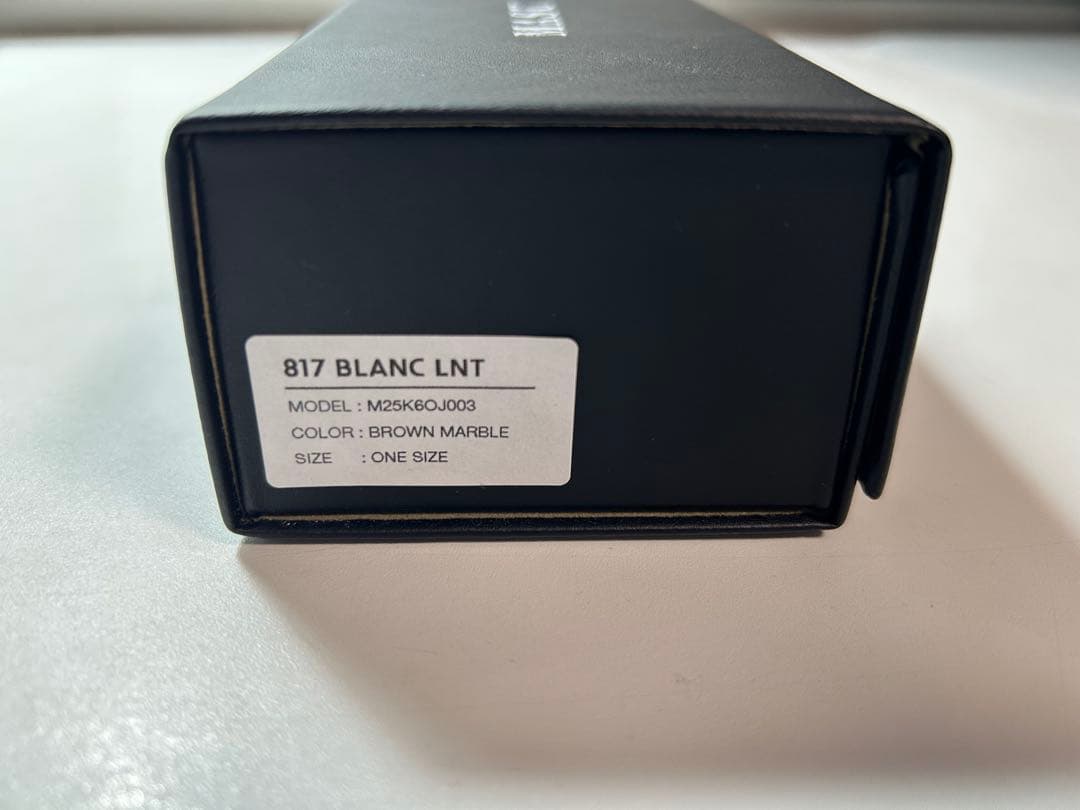 817 BLANC LNT
MODEL : M25K6OJ003
COLOR : BROWN MARBLE
SIZE : ONE SIZE